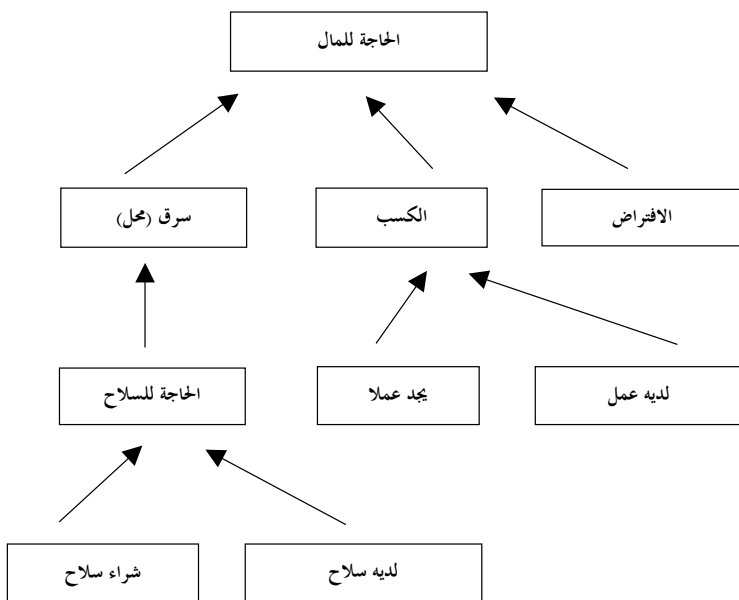 الحاجة للمال
الافتراض
الكسب
سرق (محل)
لديه عمل
يجد عملا
الحاجة للسلاح
لديه سلاح
شراء سلاح